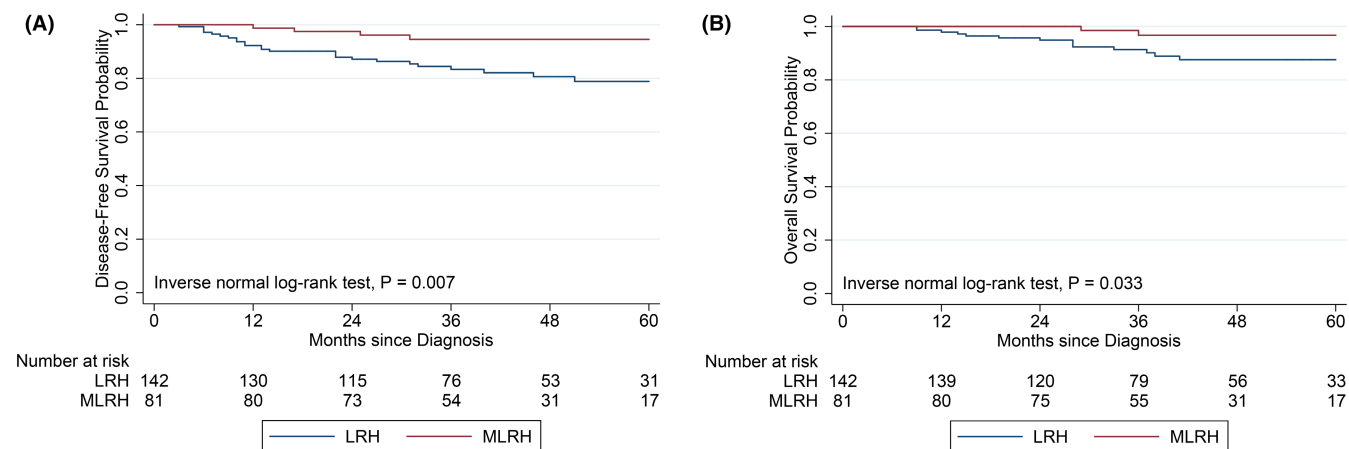 (A)
Disease-Free Survival Probability
1.0
0.8
0.6
0.4
0.2
0.0
Inverse normal log-rank test, P = 0.007
0 12 24 36 48 60
Months since Diagnosis
Number at risk
LRH 142 130 115 76 53 31
MLRH 81 80 73 54 31 17
LRH MLRH
(B)
Overall Survival Probability
1.0
0.8
0.6
0.4
0.2
0.0
Inverse normal log-rank test, P = 0.033
0 12 24 36 48 60
Months since Diagnosis
Number at risk
LRH 142 139 120 79 56 33
MLRH 81 80 75 55 31 17
LRH MLRH